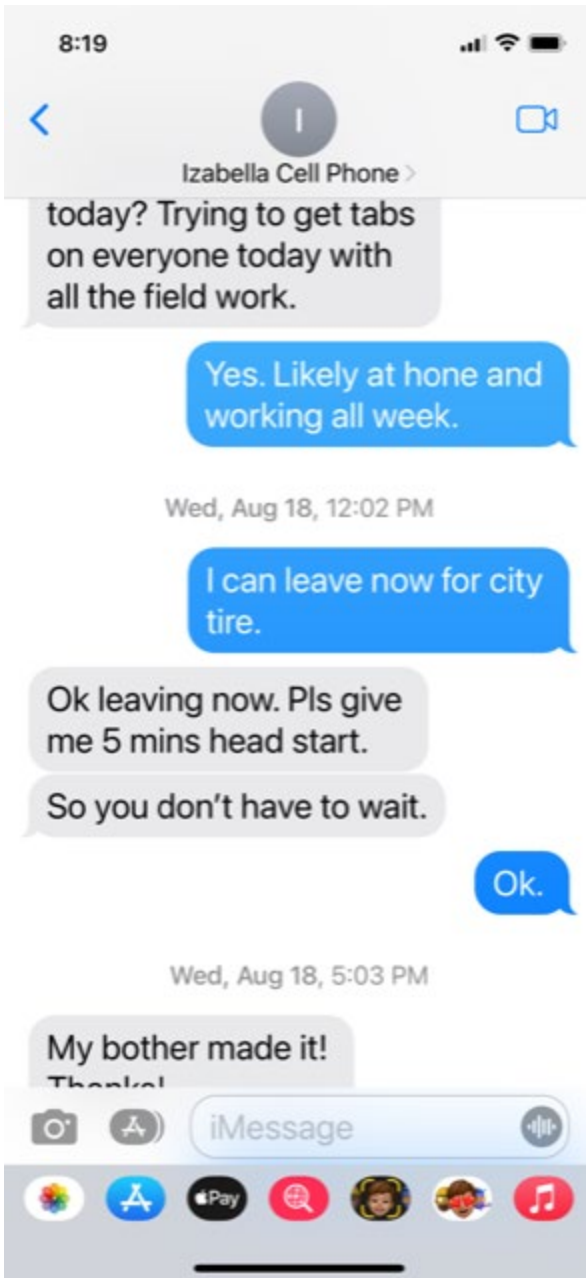 8:19
I
Izabella Cell Phone
today? Trying to get tabs
on everyone today with
all the field work.
Yes. Likely at hone and
working all week.
Wed, Aug 18, 12:02 PM
I can leave now for city
tire.
Ok leaving now. Pls give
me 5 mins head start.
So you don't have to wait.
Ok.
Wed, Aug 18, 5:03 PM
My bother made it!
Thanks!
iMessage
Pay